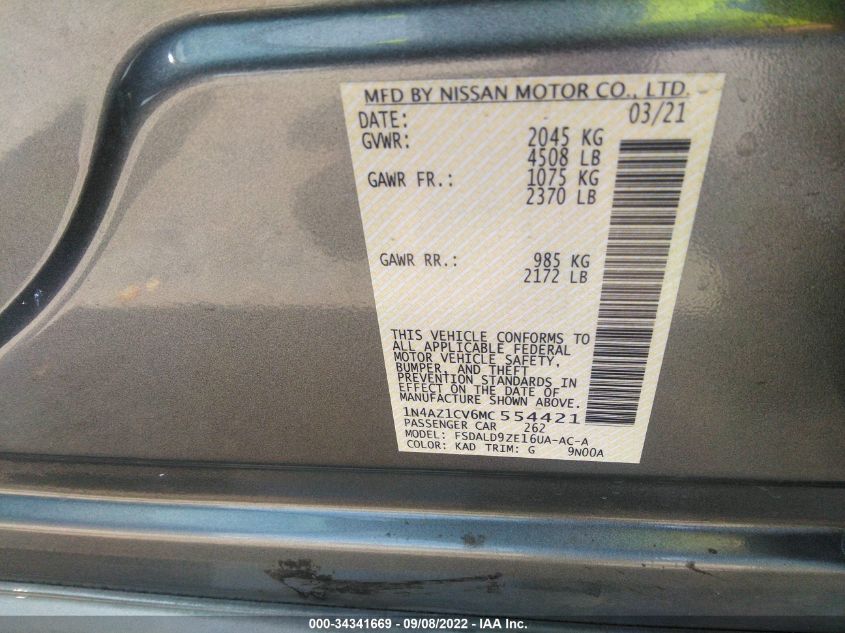 MFD BY NISSAN MOTOR CO., LTD.
DATE: 03/21
GVWR: 2045 KG
4508 LB
GAWR FR.: 1075 KG
2370 LB
GAWR RR.: 985 KG
2172 LB
THIS VEHICLE CONFORMS TO
ALL APPLICABLE FEDERAL
MOTOR VEHICLE SAFETY,
BUMPER, AND THEFT
PREVENTION STANDARDS IN
EFFECT ON THE DATE OF
MANUFACTURE SHOWN ABOVE.
1N4AZ1CV6MC554421
PASSENGER CAR 262
MODEL: FSDALD9ZE16UA-AC-A
COLOR: KAD TRIM: G 9N00A
000-34341669 - 09/08/2022 - IAA Inc.